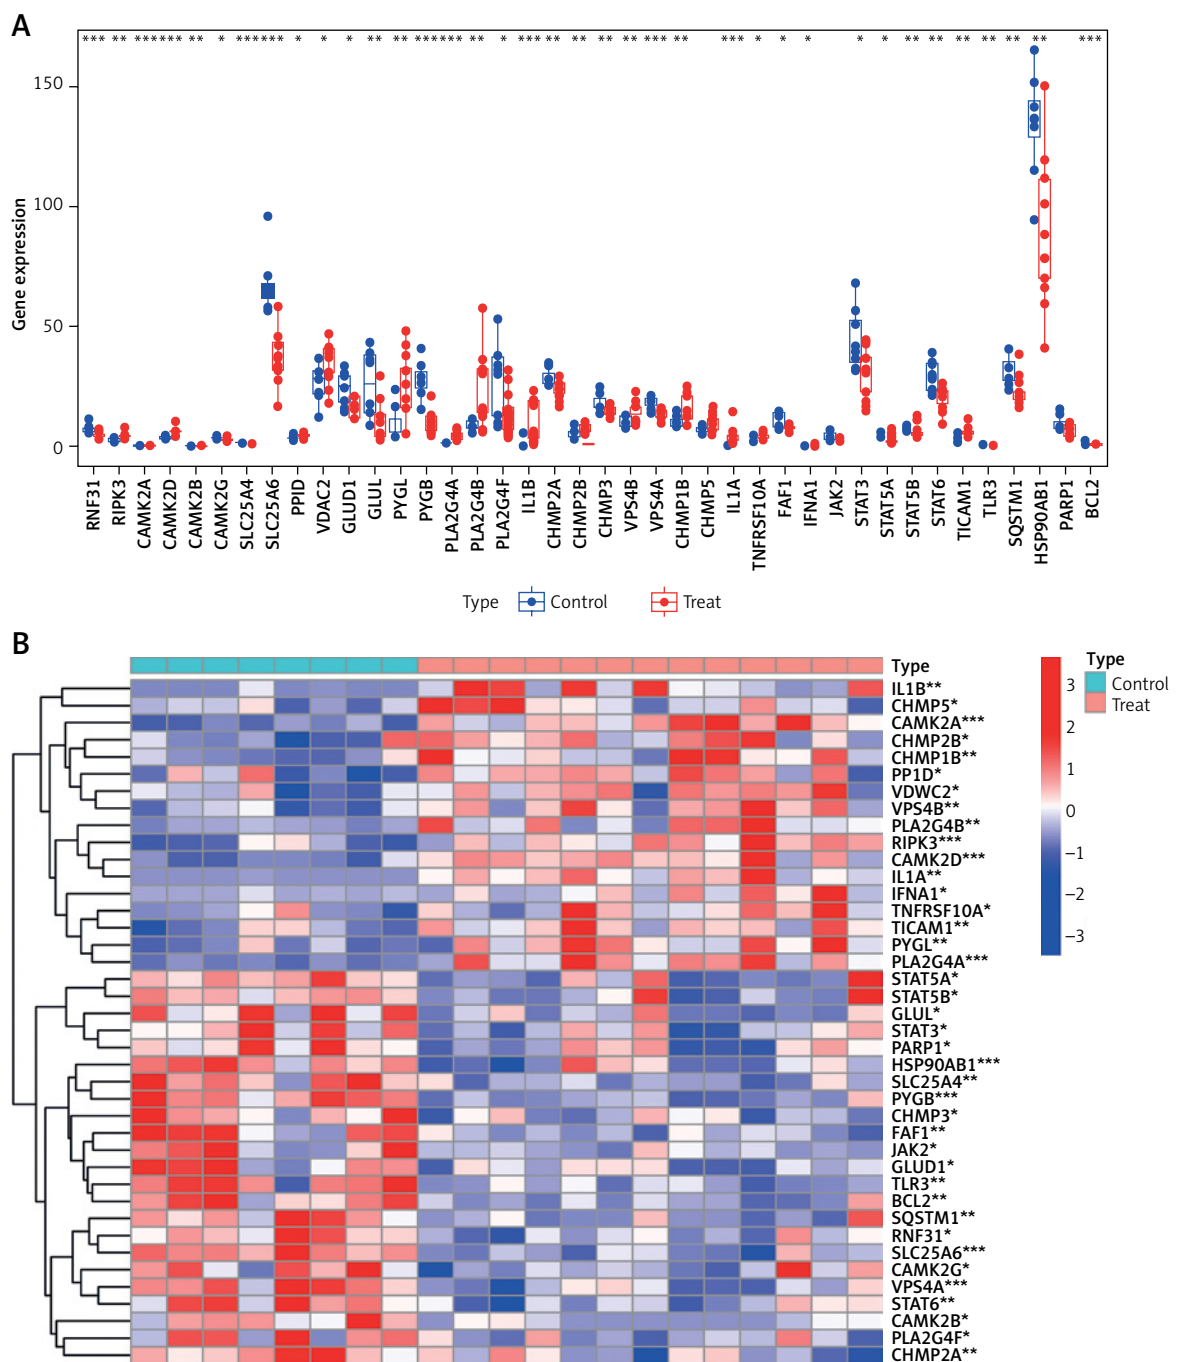 A
*** ** *** *** ** * *** *** * * * ** ** *** *** ** * *** ** ** ** ** *** ** *** * * * * ** ** ** ** ** ** ***
150
100
50
0
Gene expression
RNF31
RIPK3
CAMK2A
CAMK2D
CAMK2B
CAMK2G
SLC25A4
SLC25A6
PPID
VDAC2
GLUD1
GLUL
PYGL
PYGB
PLA2G4A
PLA2G4B
PLA2G4F
IL1B
CHMP2A
CHMP2B
CHMP3
VPS4B
VPS4A
CHMP1B
CHMP5
IL1A
TNFRSF10A
FAF1
IFNA1
JAK2
STAT3
STAT5A
STAT5B
STAT6
TICAM1
TLR3
SQSTM1
HSP90AB1
PARP1
BCL2
Type Control Treat
B
Type
IL1B**
CHMP5*
CAMK2A***
CHMP2B*
CHMP1B**
PP1D*
VDWC2*
VPS4B**
PLA2G4B**
RIPK3***
CAMK2D***
IL1A**
IFNA1*
TNFRSF10A*
TICAM1**
PYGL**
PLA2G4A***
STAT5A*
STAT5B*
GLUL*
STAT3*
PARP1*
HSP90AB1***
SLC25A4**
PYGB***
CHMP3*
FAF1**
JAK2*
GLUD1*
TLR3**
BCL2**
SQSTM1**
RNF31*
SLC25A6***
CAMK2G*
VPS4A***
STAT6**
CAMK2B*
PLA2G4F*
CHMP2A**
3
2
1
0
−1
−2
−3
Type
Control
Treat